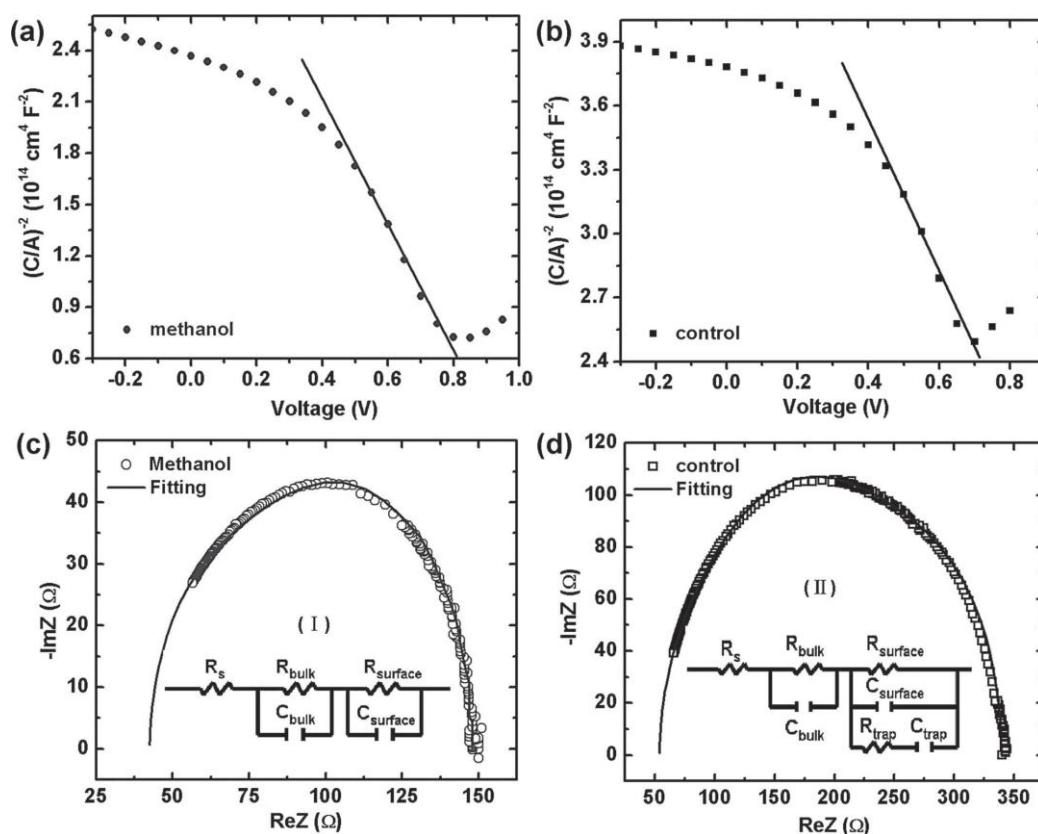 (a)
(C/A)⁻² (10¹⁴ cm⁴ F⁻²)
2.4
2.1
1.8
1.5
1.2
0.9
0.6
methanol
-0.2 0.0 0.2 0.4 0.6 0.8 1.0
Voltage (V)
(b)
(C/A)⁻² (10¹⁴ cm⁴ F⁻²)
3.9
3.6
3.3
3.0
2.7
2.4
control
-0.2 0.0 0.2 0.4 0.6 0.8
Voltage (V)
(c)
-ImZ (Ω)
50
40
30
20
10
0
Methanol
Fitting
( I )
Rs Rbulk Rsurface
Cbulk Csurface
25 50 75 100 125 150
ReZ (Ω)
(d)
-ImZ (Ω)
120
100
80
60
40
20
0
control
Fitting
( II )
Rs Rbulk Rsurface
Csurface
Cbulk Rtrap Ctrap
50 100 150 200 250 300 350
ReZ (Ω)